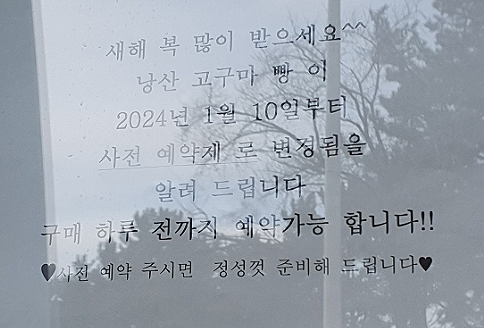 새해 복 많이 받으세요^^
낭산 고구마 빵 이
2024년 1월 10일부터
사전 예약제 로 변경됨을
알려 드립니다
구매 하루 전까지 예약가능 합니다!!
♥사전 예약 주시면 정성껏 준비해 드립니다♥